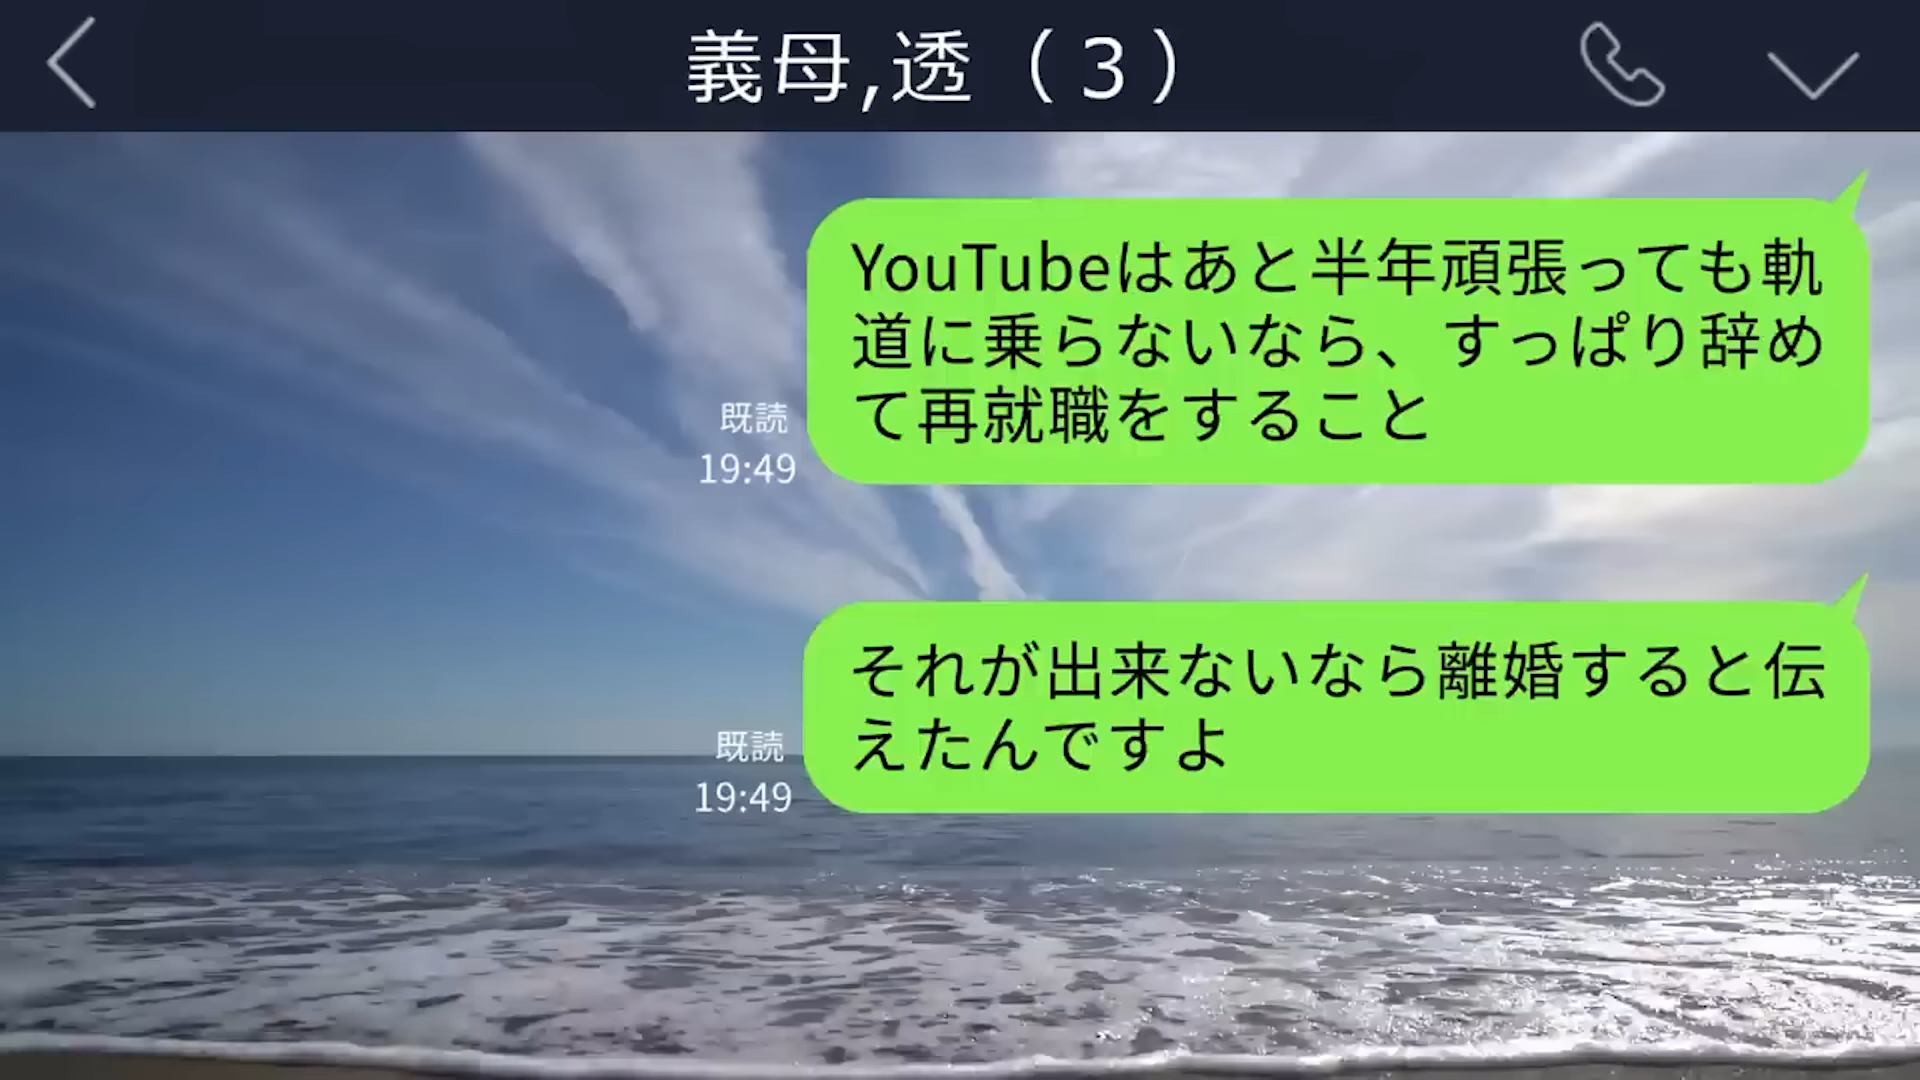 義母,透（3）
YouTubeはあと半年頑張っても軌
道に乗らないなら、すっぱり辞め
て再就職をすること
既読
19:49
それが出来ないなら離婚すると伝
えたんですよ
既読
19:49